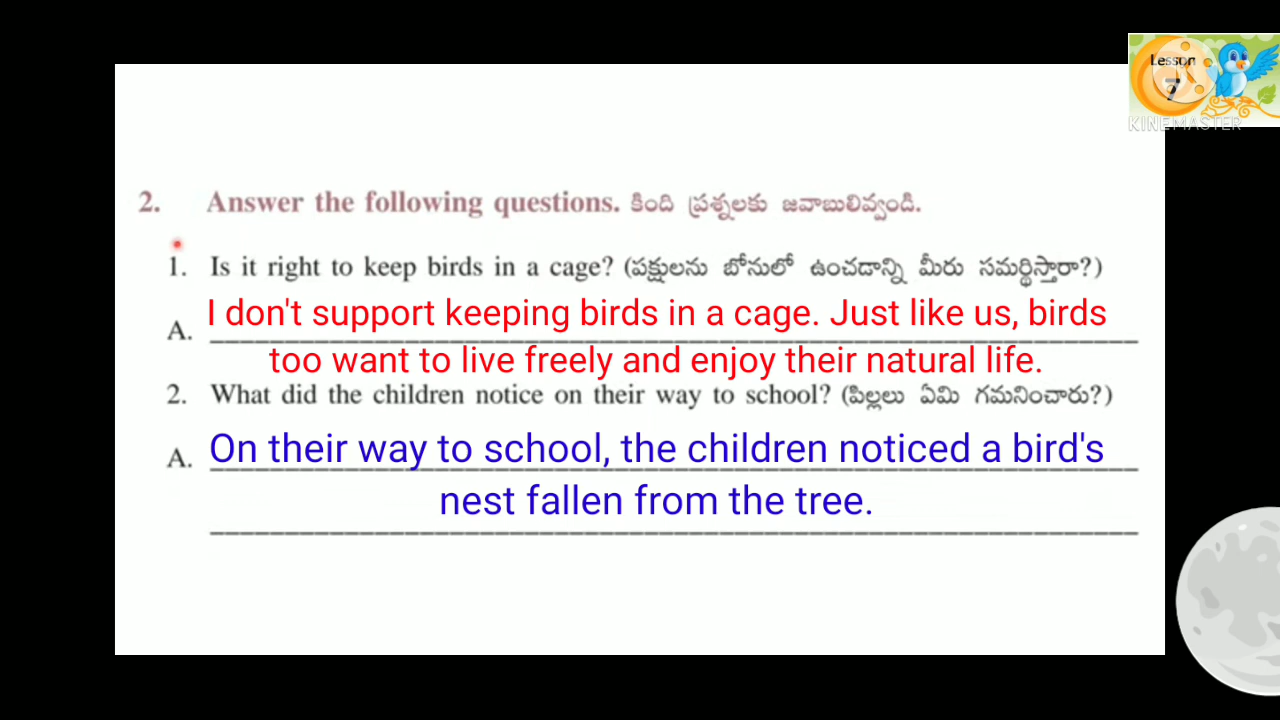 Lesson
7
KINEMASTER
2. Answer the following questions. కింది ప్రశ్నలకు జవాబులివ్వండి.
1. Is it right to keep birds in a cage? (పక్షులను బోనులో ఉంచడాన్ని మీరు సమర్థిస్తారా?)
A. I don't support keeping birds in a cage. Just like us, birds
too want to live freely and enjoy their natural life.
2. What did the children notice on their way to school? (పిల్లలు ఏమి గమనించారు?)
A. On their way to school, the children noticed a bird's
nest fallen from the tree.